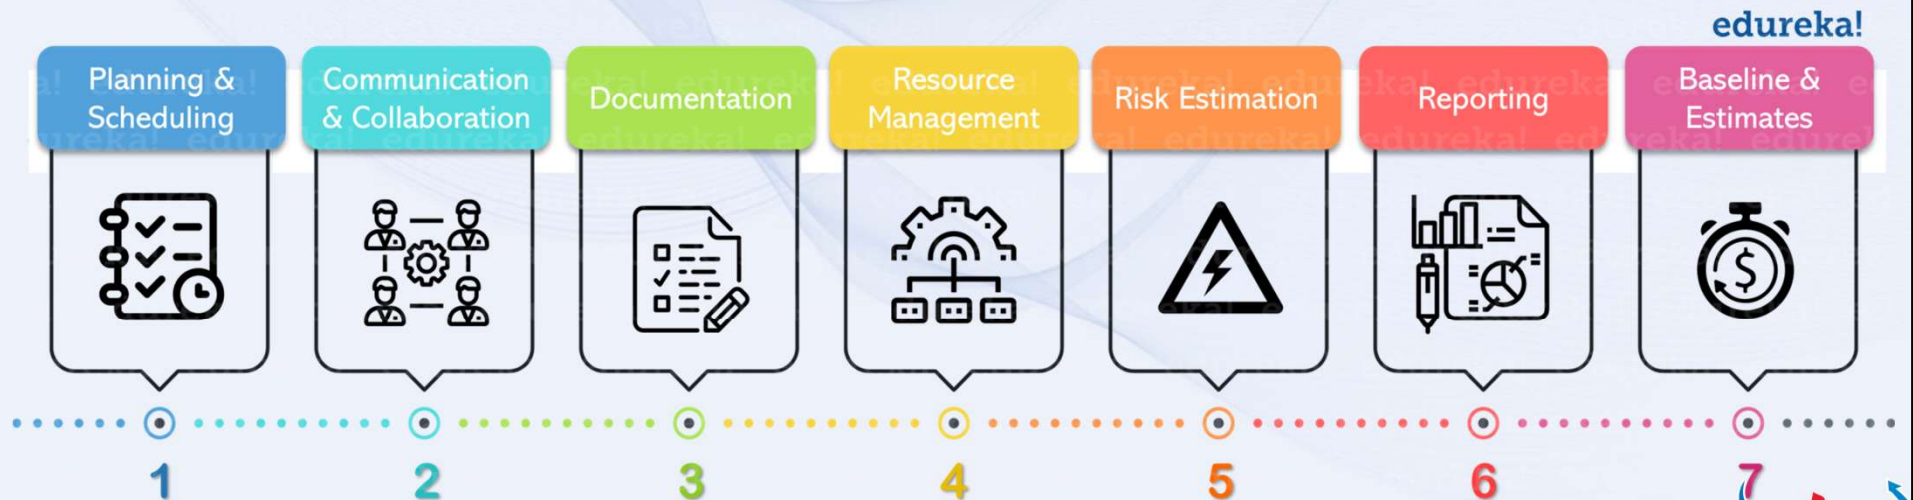 edureka!
Planning &
Scheduling
Communication
& Collaboration
Documentation
Resource
Management
Risk Estimation
Reporting
Baseline &
Estimates
$
1
2
3
4
5
6
7